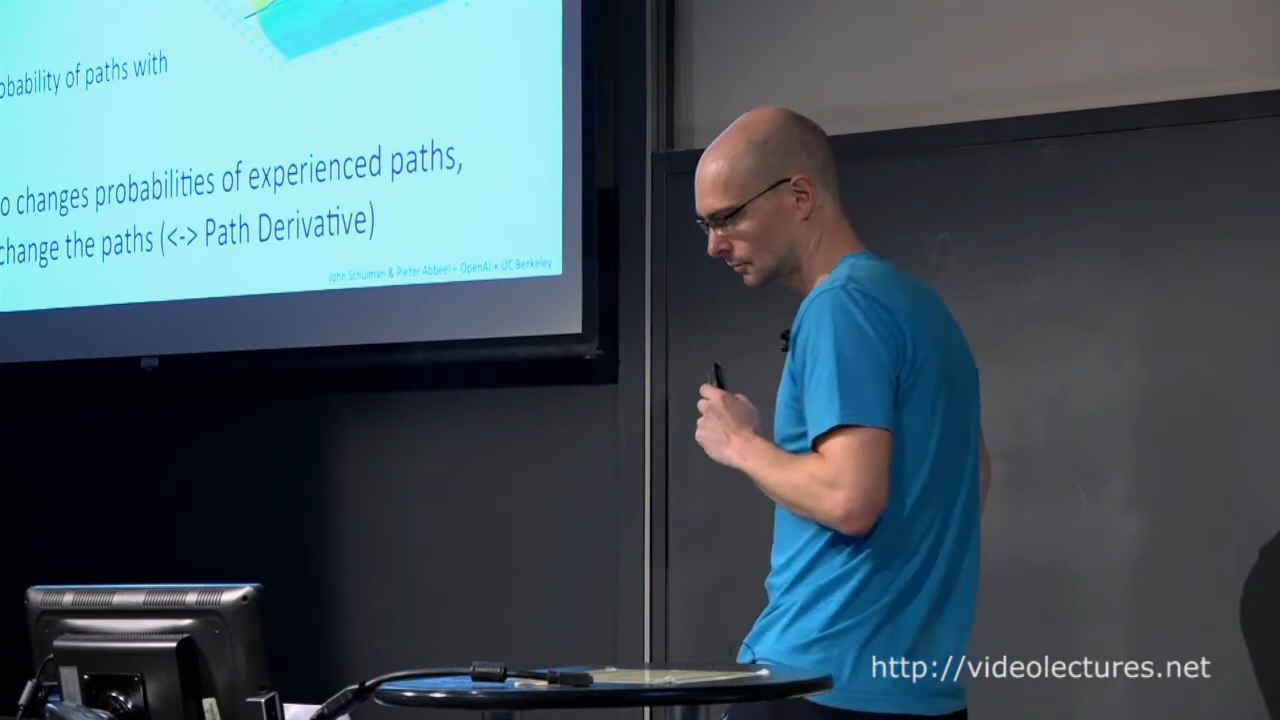 obability of paths with
o changes probabilities of experienced paths,
change the paths (<-> Path Derivative)
John Schulman & Pieter Abbeel – OpenAI + UC Berkeley
http://videolectures.net